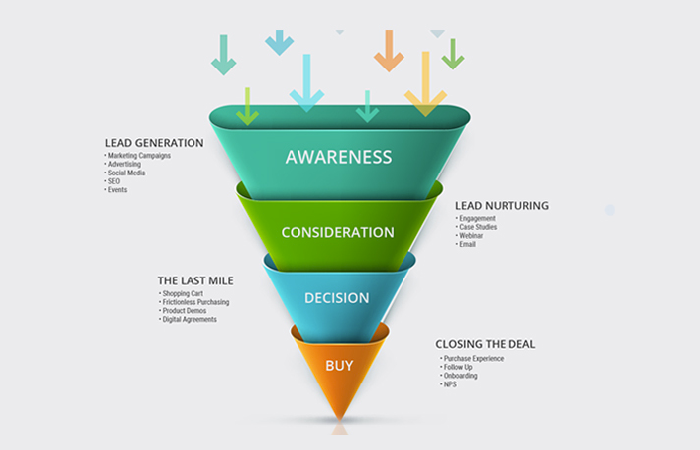 LEAD GENERATION
• Marketing Campaigns
• Advertising
• Social Media
• SEO
• Events
AWARENESS
CONSIDERATION
LEAD NURTURING
• Engagement
• Case Studies
• Webinar
• Email
THE LAST MILE
• Shopping Cart
• Frictionless Purchasing
• Product Demos
• Digital Agreements
DECISION
BUY
CLOSING THE DEAL
• Purchase Experience
• Follow Up
• Onboarding
• NPS